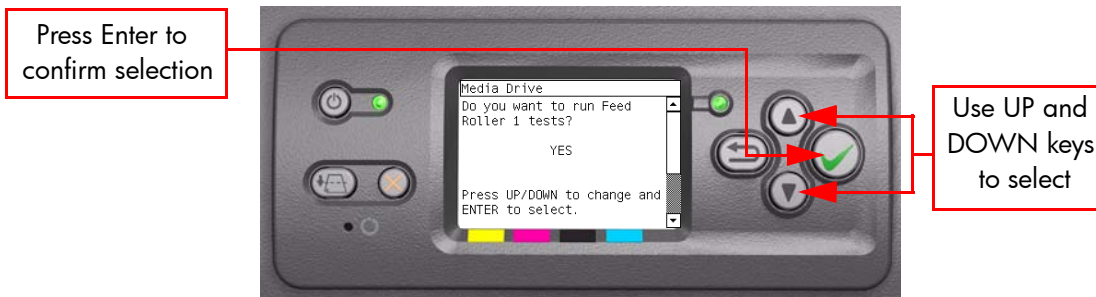 Press Enter to
confirm selection
Media Drive
Do you want to run Feed
Roller 1 tests?
YES
Press UP/DOWN to change and
ENTER to select.
Use UP and
DOWN keys
to select